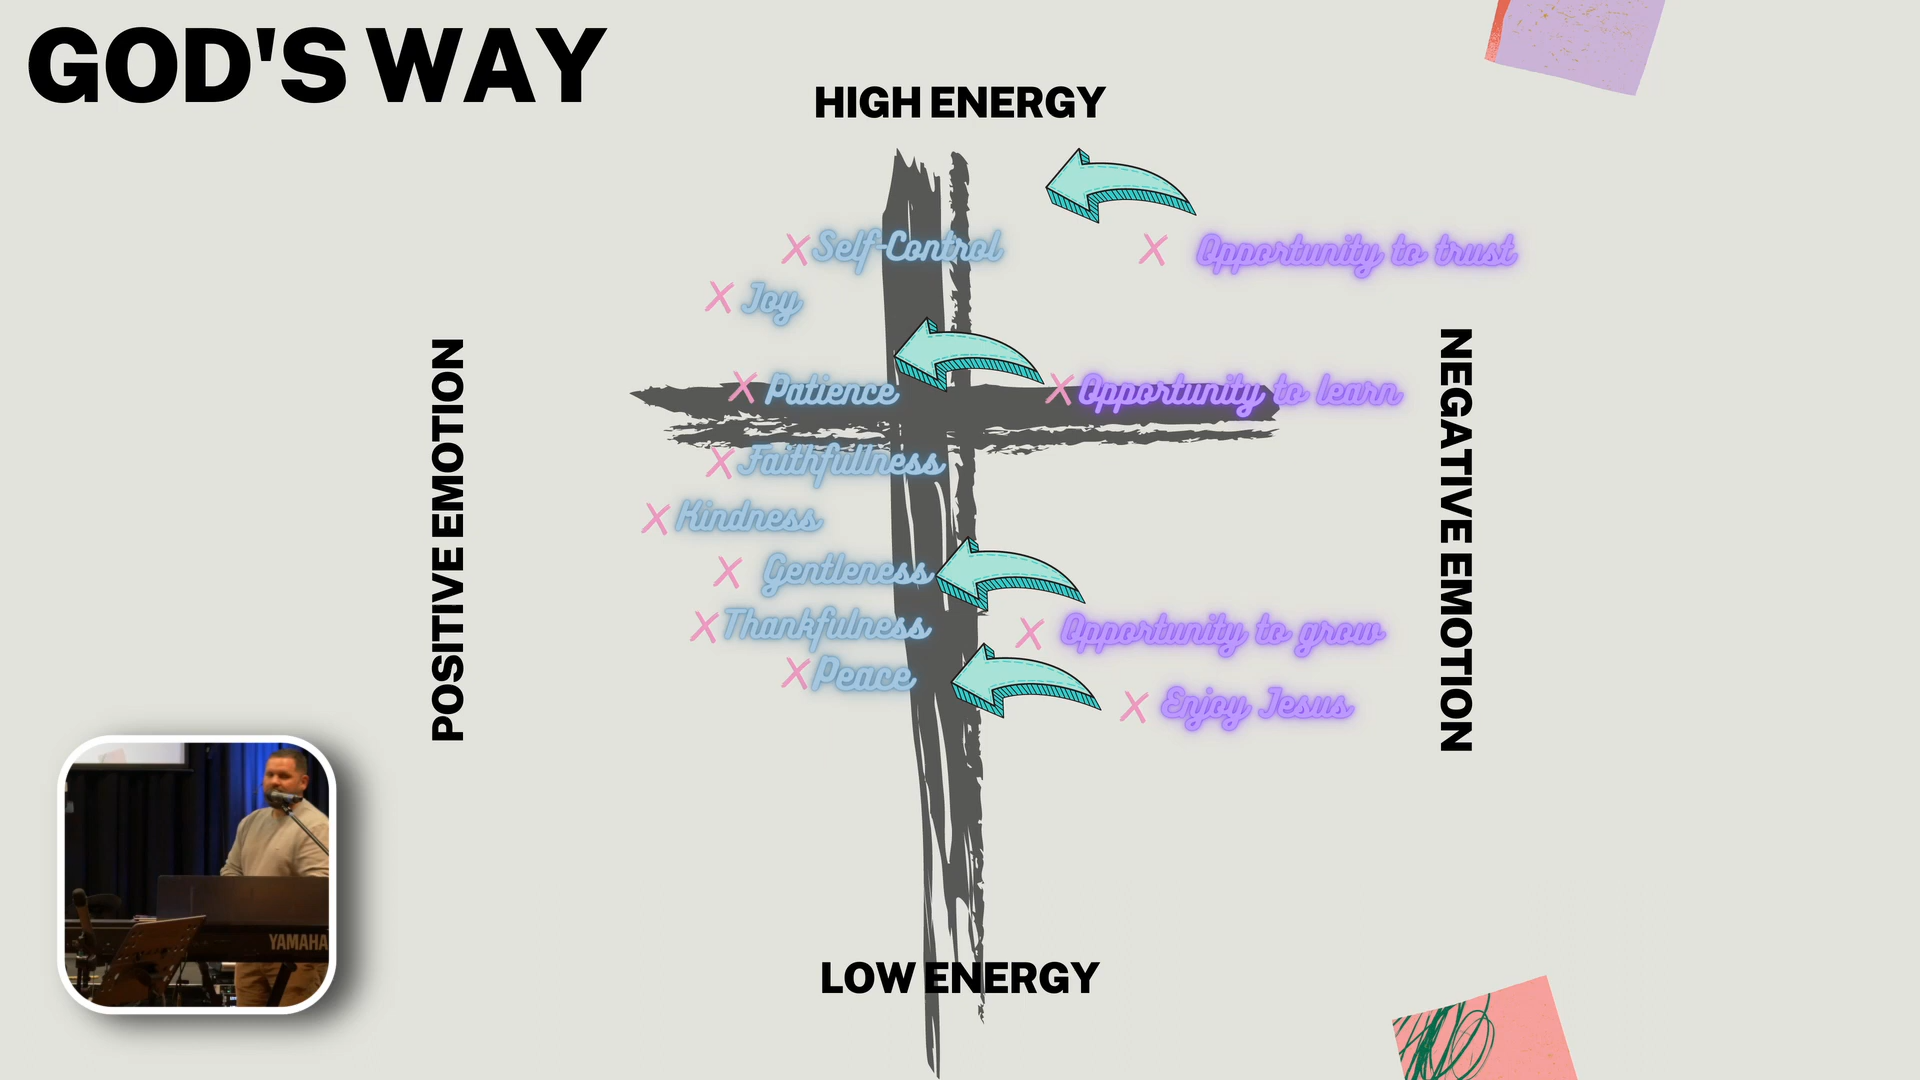 GOD'S WAY
HIGH ENERGY
Self-Control
Opportunity to trust
Joy
Patience
Opportunity to learn
Faithfullness
Kindness
Gentleness
Thankfulness
Opportunity to grow
Peace
Enjoy Jesus
POSITIVE EMOTION
NEGATIVE EMOTION
LOW ENERGY
YAMAHA